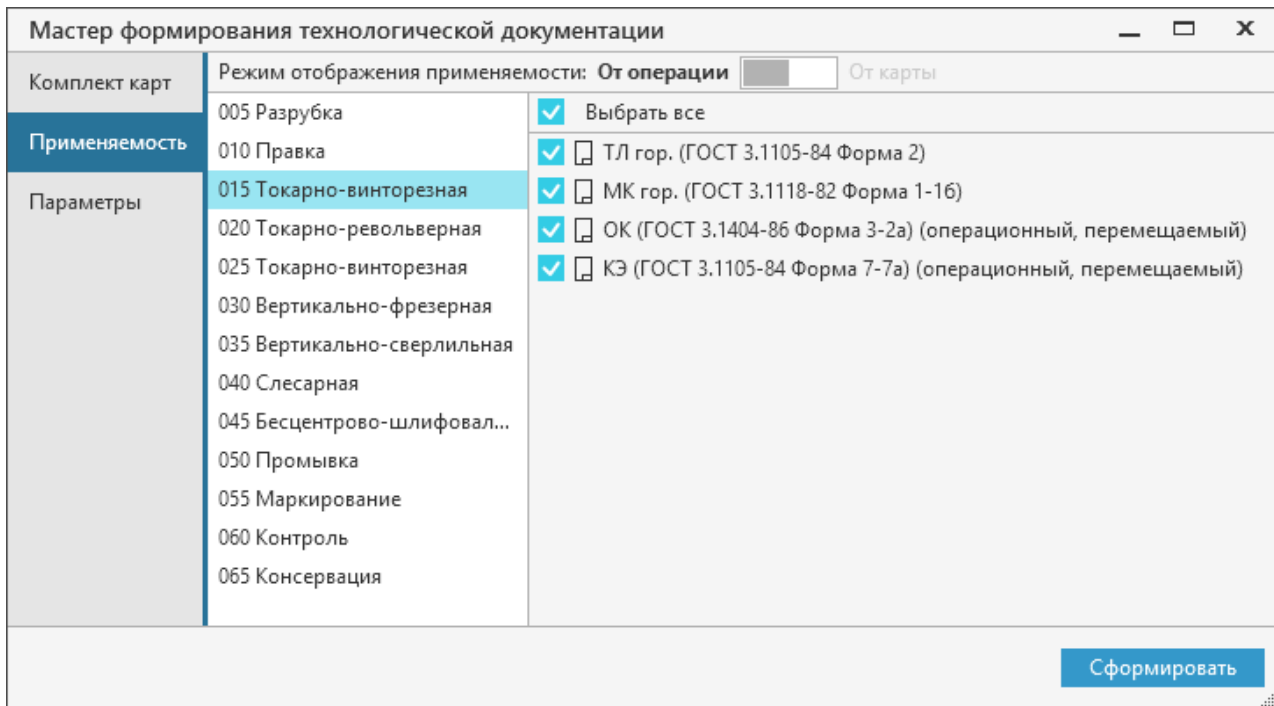 Мастер формирования технологической документации
Комплект карт
Применяемость
Параметры
Режим отображения применяемости: От операции От карты
005 Разрубка
010 Правка
015 Токарно-винторезная
020 Токарно-револьверная
025 Токарно-винторезная
030 Вертикально-фрезерная
035 Вертикально-сверлильная
040 Слесарная
045 Бесцентрово-шлифовал...
050 Промывка
055 Маркирование
060 Контроль
065 Консервация
Выбрать все
ТЛ гор. (ГОСТ 3.1105-84 Форма 2)
МК гор. (ГОСТ 3.1118-82 Форма 1-1б)
ОК (ГОСТ 3.1404-86 Форма 3-2а) (операционный, перемещаемый)
КЭ (ГОСТ 3.1105-84 Форма 7-7а) (операционный, перемещаемый)
Сформировать